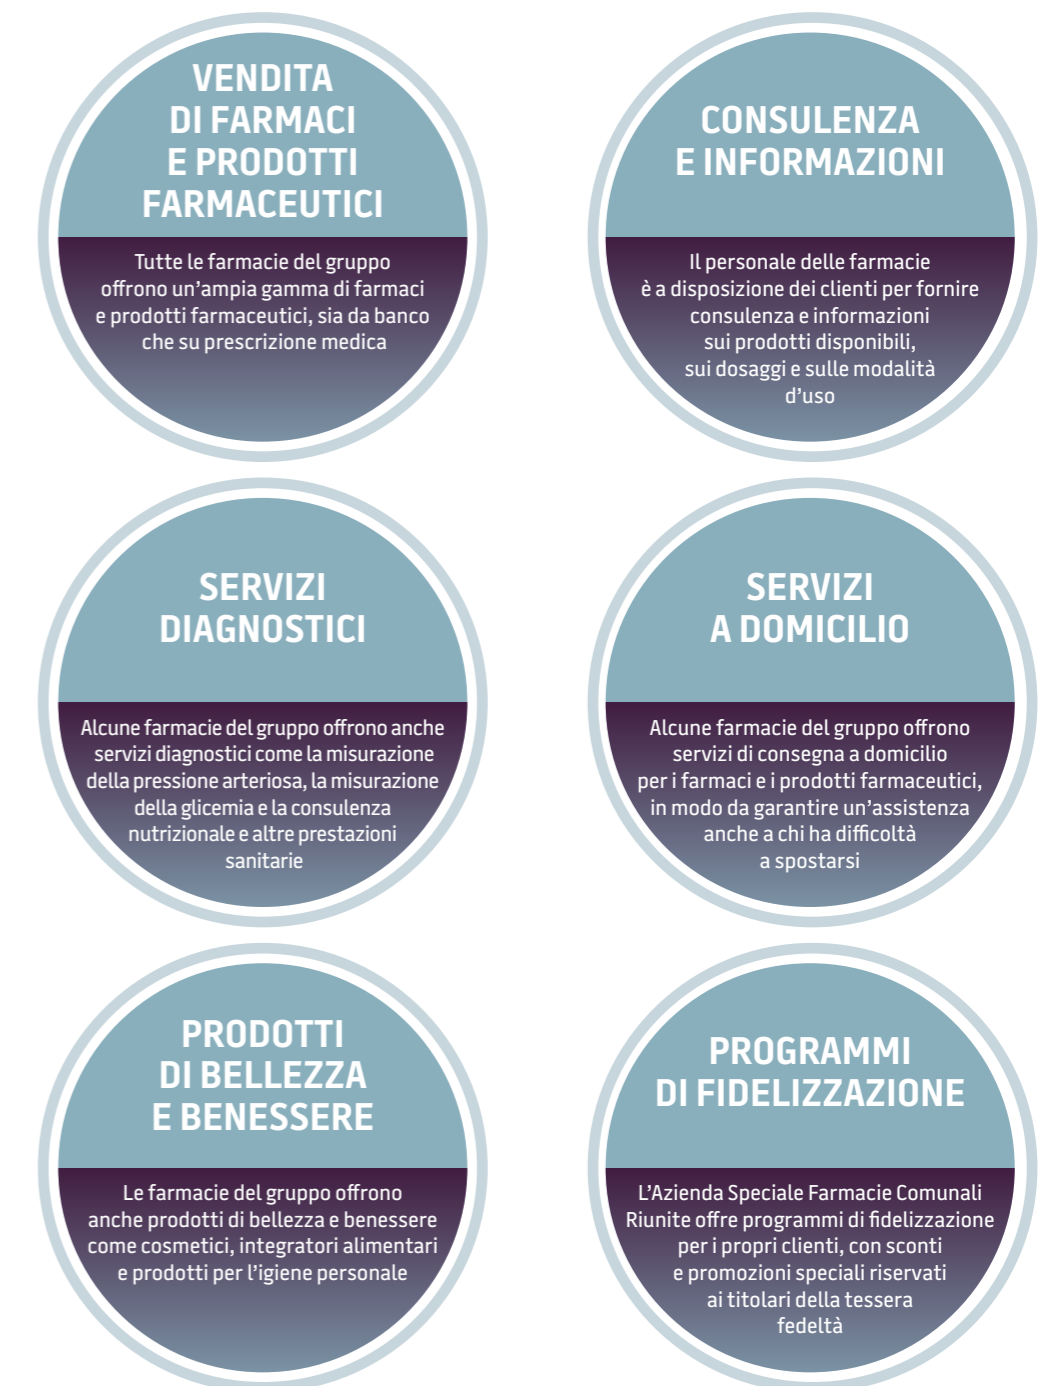 VENDITA
DI FARMACI
E PRODOTTI
FARMACEUTICI
Tutte le farmacie del gruppo
offrono un'ampia gamma di farmaci
e prodotti farmaceutici, sia da banco
che su prescrizione medica
CONSULENZA
E INFORMAZIONI
Il personale delle farmacie
è a disposizione dei clienti per fornire
consulenza e informazioni
sui prodotti disponibili,
sui dosaggi e sulle modalità
d'uso
SERVIZI
DIAGNOSTICI
Alcune farmacie del gruppo offrono anche
servizi diagnostici come la misurazione
della pressione arteriosa, la misurazione
della glicemia e la consulenza
nutrizionale e altre prestazioni
sanitarie
SERVIZI
A DOMICILIO
Alcune farmacie del gruppo offrono
servizi di consegna a domicilio
per i farmaci e i prodotti farmaceutici,
in modo da garantire un'assistenza
anche a chi ha difficoltà
a spostarsi
PRODOTTI
DI BELLEZZA
E BENESSERE
Le farmacie del gruppo offrono
anche prodotti di bellezza e benessere
come cosmetici, integratori alimentari
e prodotti per l'igiene personale
PROGRAMMI
DI FIDELIZZAZIONE
L'Azienda Speciale Farmacie Comunali
Riunite offre programmi di fidelizzazione
per i propri clienti, con sconti
e promozioni speciali riservati
ai titolari della tessera
fedeltà